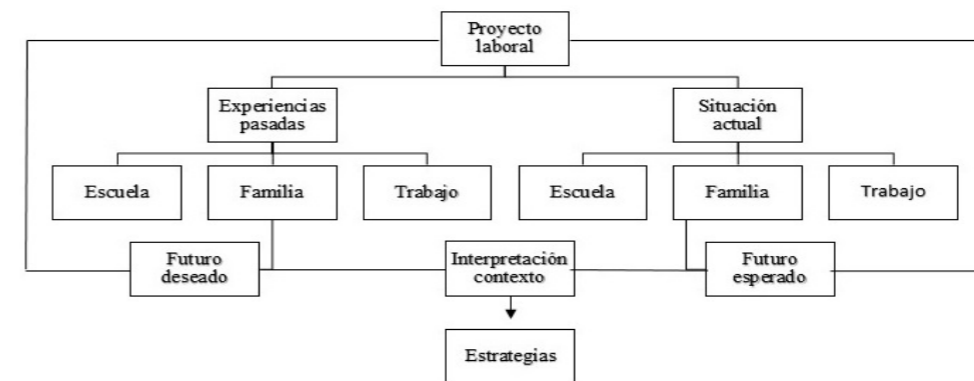 Proyecto
laboral
Experiencias
pasadas
Situación
actual
Escuela
Familia
Trabajo
Escuela
Familia
Trabajo
Futuro
deseado
Interpretación
contexto
Futuro
esperado
Estrategias